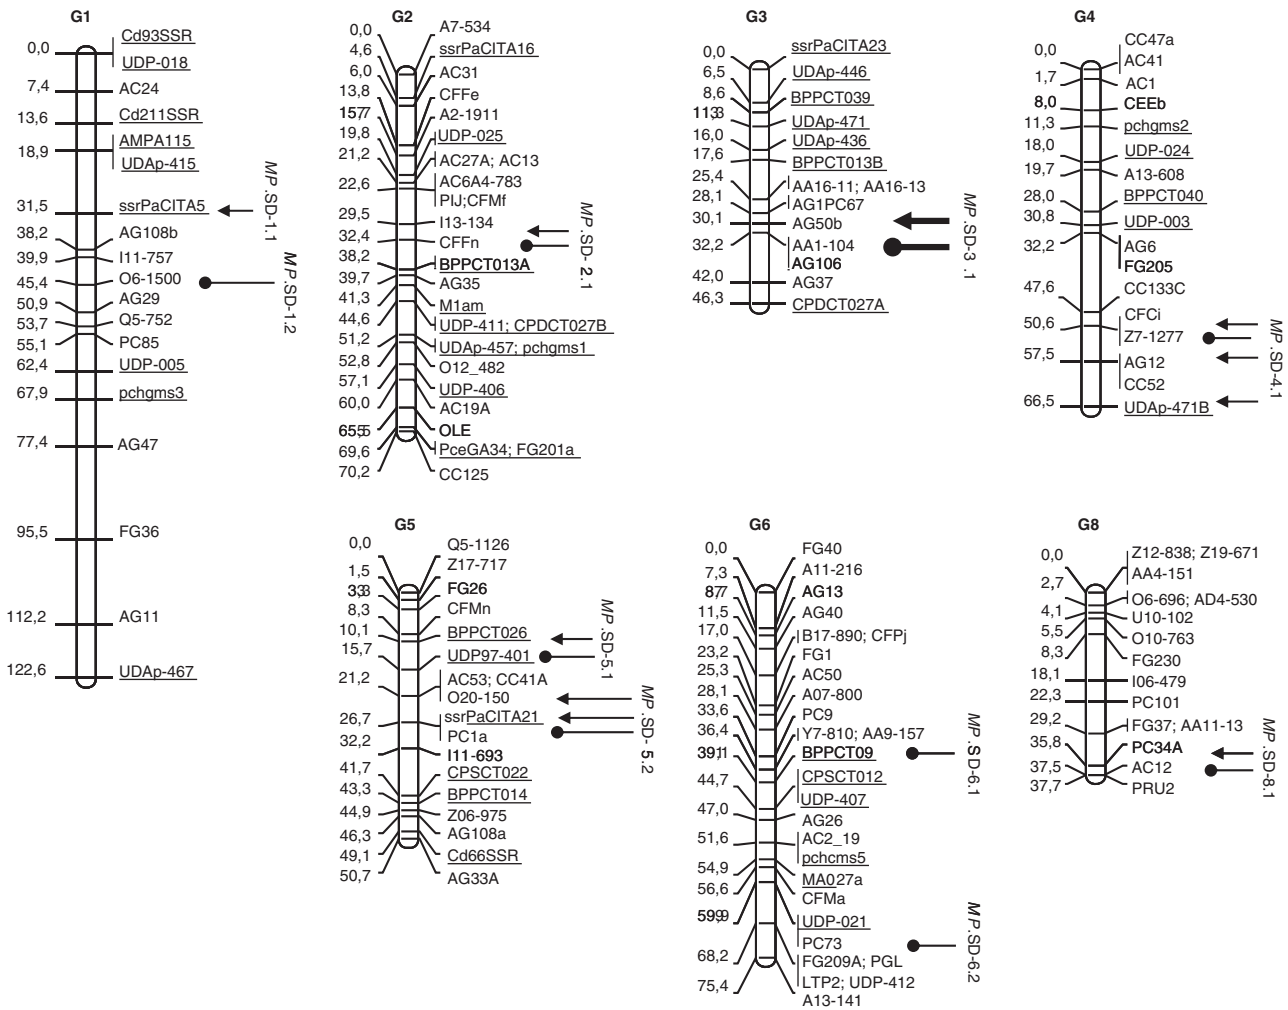 G1
0,0
Cd93SSR
UDP-018
7,4
AC24
13,6
Cd211SSR
18,9
AMPA115
UDAp-415
31,5
ssrPaCITA5
MP.SD-1.1
38,2
AG108b
39,9
I11-757
45,4
O6-1500
MP.SD-1.2
50,9
AG29
53,7
Q5-752
55,1
PC85
62,4
UDP-005
67,9
pchgms3
77,4
AG47
95,5
FG36
112,2
AG11
122,6
UDAp-467
G2
0,0
A7-534
4,6
ssrPaCITA16
6,0
AC31
13,8
CFFe
15,7
A2-1911
19,8
UDP-025
21,2
AC27A; AC13
22,6
AC6A4-783
PIJ;CFMf
29,5
I13-134
32,4
CFFn
MP.SD- 2.1
38,2
BPPCT013A
39,7
AG35
41,3
M1am
44,6
UDP-411; CPDCT027B
51,2
UDAp-457; pchgms1
52,8
O12_482
57,1
UDP-406
60,0
AC19A
65,5
OLE
69,6
PceGA34; FG201a
70,2
CC125
G3
0,0
ssrPaCITA23
6,5
UDAp-446
8,6
BPPCT039
11,3
UDAp-471
16,0
UDAp-436
17,6
BPPCT013B
25,4
AA16-11; AA16-13
28,1
AG1PC67
30,1
AG50b
32,2
AA1-104
AG106
MP.SD-3 .1
42,0
AG37
46,3
CPDCT027A
G4
0,0
CC47a
AC41
1,7
AC1
8,0
CEEb
11,3
pchgms2
18,0
UDP-024
19,7
A13-608
28,0
BPPCT040
30,8
UDP-003
32,2
AG6
FG205
47,6
CC133C
50,6
CFCi
Z7-1277
57,5
AG12
CC52
66,5
UDAp-471B
MP.SD-4.1
G5
0,0
Q5-1126
1,5
Z17-717
3,3
FG26
8,3
CFMn
10,1
BPPCT026
15,7
UDP97-401
MP.SD-5.1
21,2
AC53; CC41A
O20-150
26,7
ssrPaCITA21
PC1a
MP .SD- 5.2
32,2
I11-693
41,7
CPSCT022
43,3
BPPCT014
44,9
Z06-975
46,3
AG108a
49,1
Cd66SSR
50,7
AG33A
G6
0,0
FG40
7,3
A11-216
8,7
AG13
11,5
AG40
17,0
B17-890; CFPj
23,2
FG1
25,3
AC50
28,1
A07-800
33,6
PC9
36,4
Y7-810; AA9-157
39,1
BPPCT09
MP.SD-6.1
44,7
CPSCT012
UDP-407
47,0
AG26
51,6
AC2_19
pchcms5
54,9
MA027a
56,6
CFMa
59,9
UDP-021
PC73
MP.SD-6.2
68,2
FG209A; PGL
75,4
LTP2; UDP-412
A13-141
G8
0,0
Z12-838; Z19-671
AA4-151
2,7
O6-696; AD4-530
4,1
U10-102
5,5
O10-763
8,3
FG230
18,1
I06-479
22,3
PC101
29,2
FG37; AA11-13
35,8
PC34A
37,5
AC12
37,7
PRU2
MP.SD-8.1